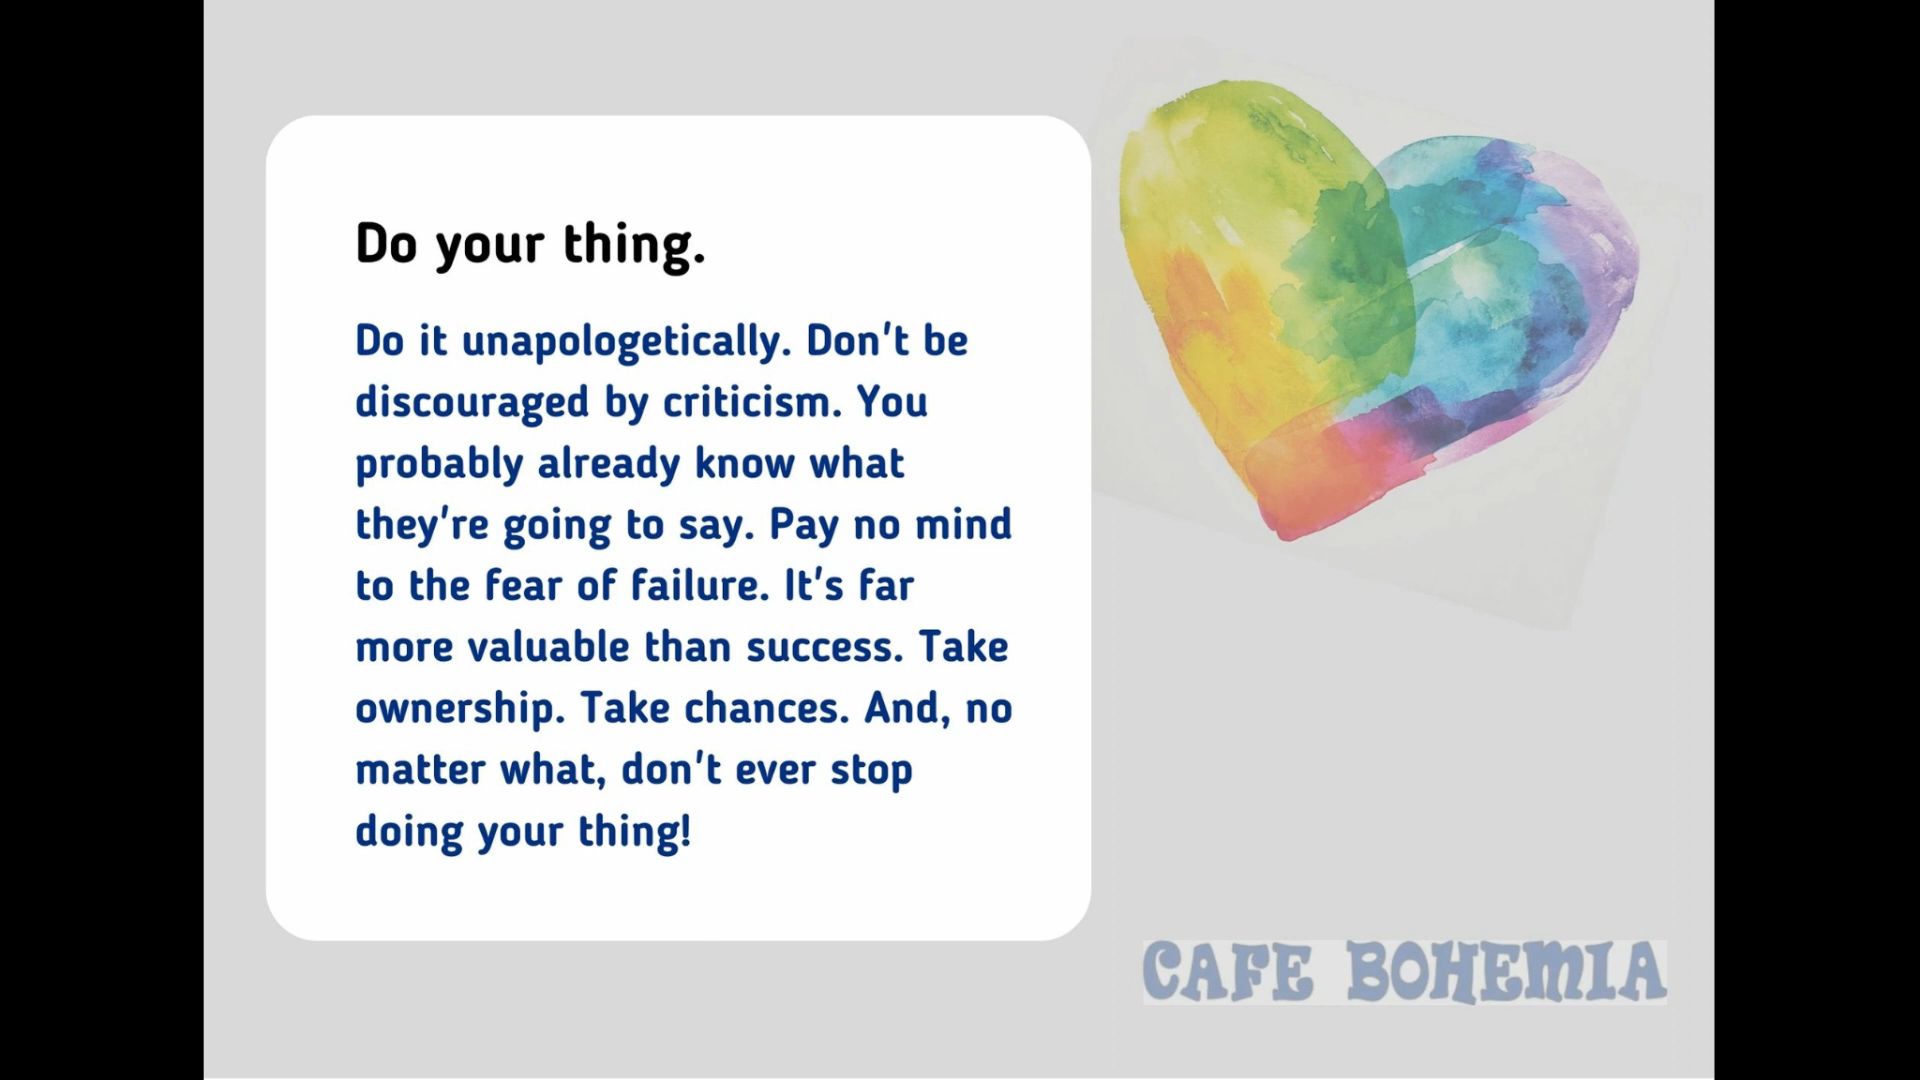 Do your thing.
Do it unapologetically. Don't be
discouraged by criticism. You
probably already know what
they're going to say. Pay no mind
to the fear of failure. It's far
more valuable than success. Take
ownership. Take chances. And, no
matter what, don't ever stop
doing your thing!
CAFE BOHEMIA